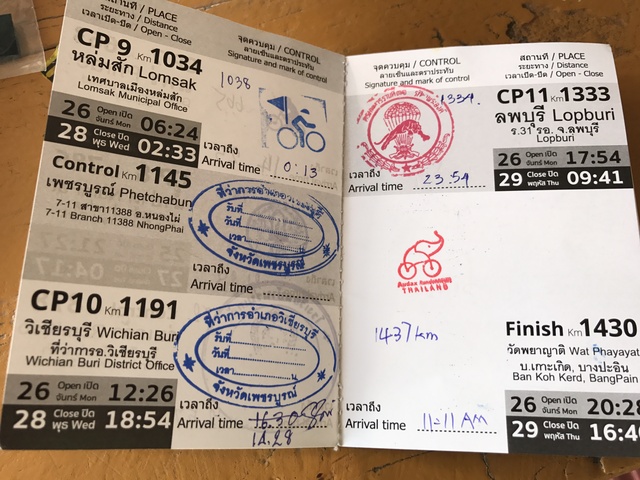 สถานที่ / PLACE
ระยะทาง / Distance
เวลาเปิด-ปิด / Open - Close
จุดควบคุม / CONTROL
ลายเซ็นและตราประทับ
Signature and mark of control
CP 9 Km 1034
หล่มสัก Lomsak
เทศบาลเมืองหล่มสัก
Lomsak Municipal Office
26 Open เปิด จันทร์ Mon 06:24
28 Close ปิด พุธ Wed 02:33
1038
เวลาถึง
Arrival time 0:13
Control Km 1145
เพชรบูรณ์ Phetchabun
7-11 สาขา11388 อ.หนองไผ่
7-11 Branch 11388 NhongPhai
ที่ว่าการอำเภอวิเชียรบุรี
วันที่
เวลา
จังหวัดเพชรบูรณ์
เวลาถึง
Arrival time
CP10 Km 1191
วิเชียรบุรี Wichian Buri
ที่ว่าการอ.วิเชียรบุรี
Wichian Buri District Office
26 Open เปิด จันทร์ Mon 12:26
28 Close ปิด พุธ Wed 18:54
ที่ว่าการอำเภอวิเชียรบุรี
วันที่
เวลา
จังหวัดเพชรบูรณ์
เวลาถึง
Arrival time 16.30
14.28
จุดควบคุม / CONTROL
ลายเซ็นและตราประทับ
Signature and mark of control
สถานที่ / PLACE
ระยะทาง / Distance
เวลาเปิด-ปิด / Open - Close
1334
CP11 Km 1333
ลพบุรี Lopburi
ร.31 รอ. จ.ลพบุรี
Lopburi
26 Open เปิด จันทร์ Mon 17:54
29 Close ปิด พฤหัส Thu 09:41
เวลาถึง
Arrival time 23.54
Audax Randonneurs
THAILAND
1437 km
Finish Km 1430
วัดพยาญาติ Wat Phayayat
บ.เกาะเกิด, บางปะอิน
Ban Koh Kerd, BangPain
26 Open เปิด จันทร์ Mon 20:28
29 Close ปิด พฤหัส Thu
เวลาถึง
Arrival time 11-11 AM